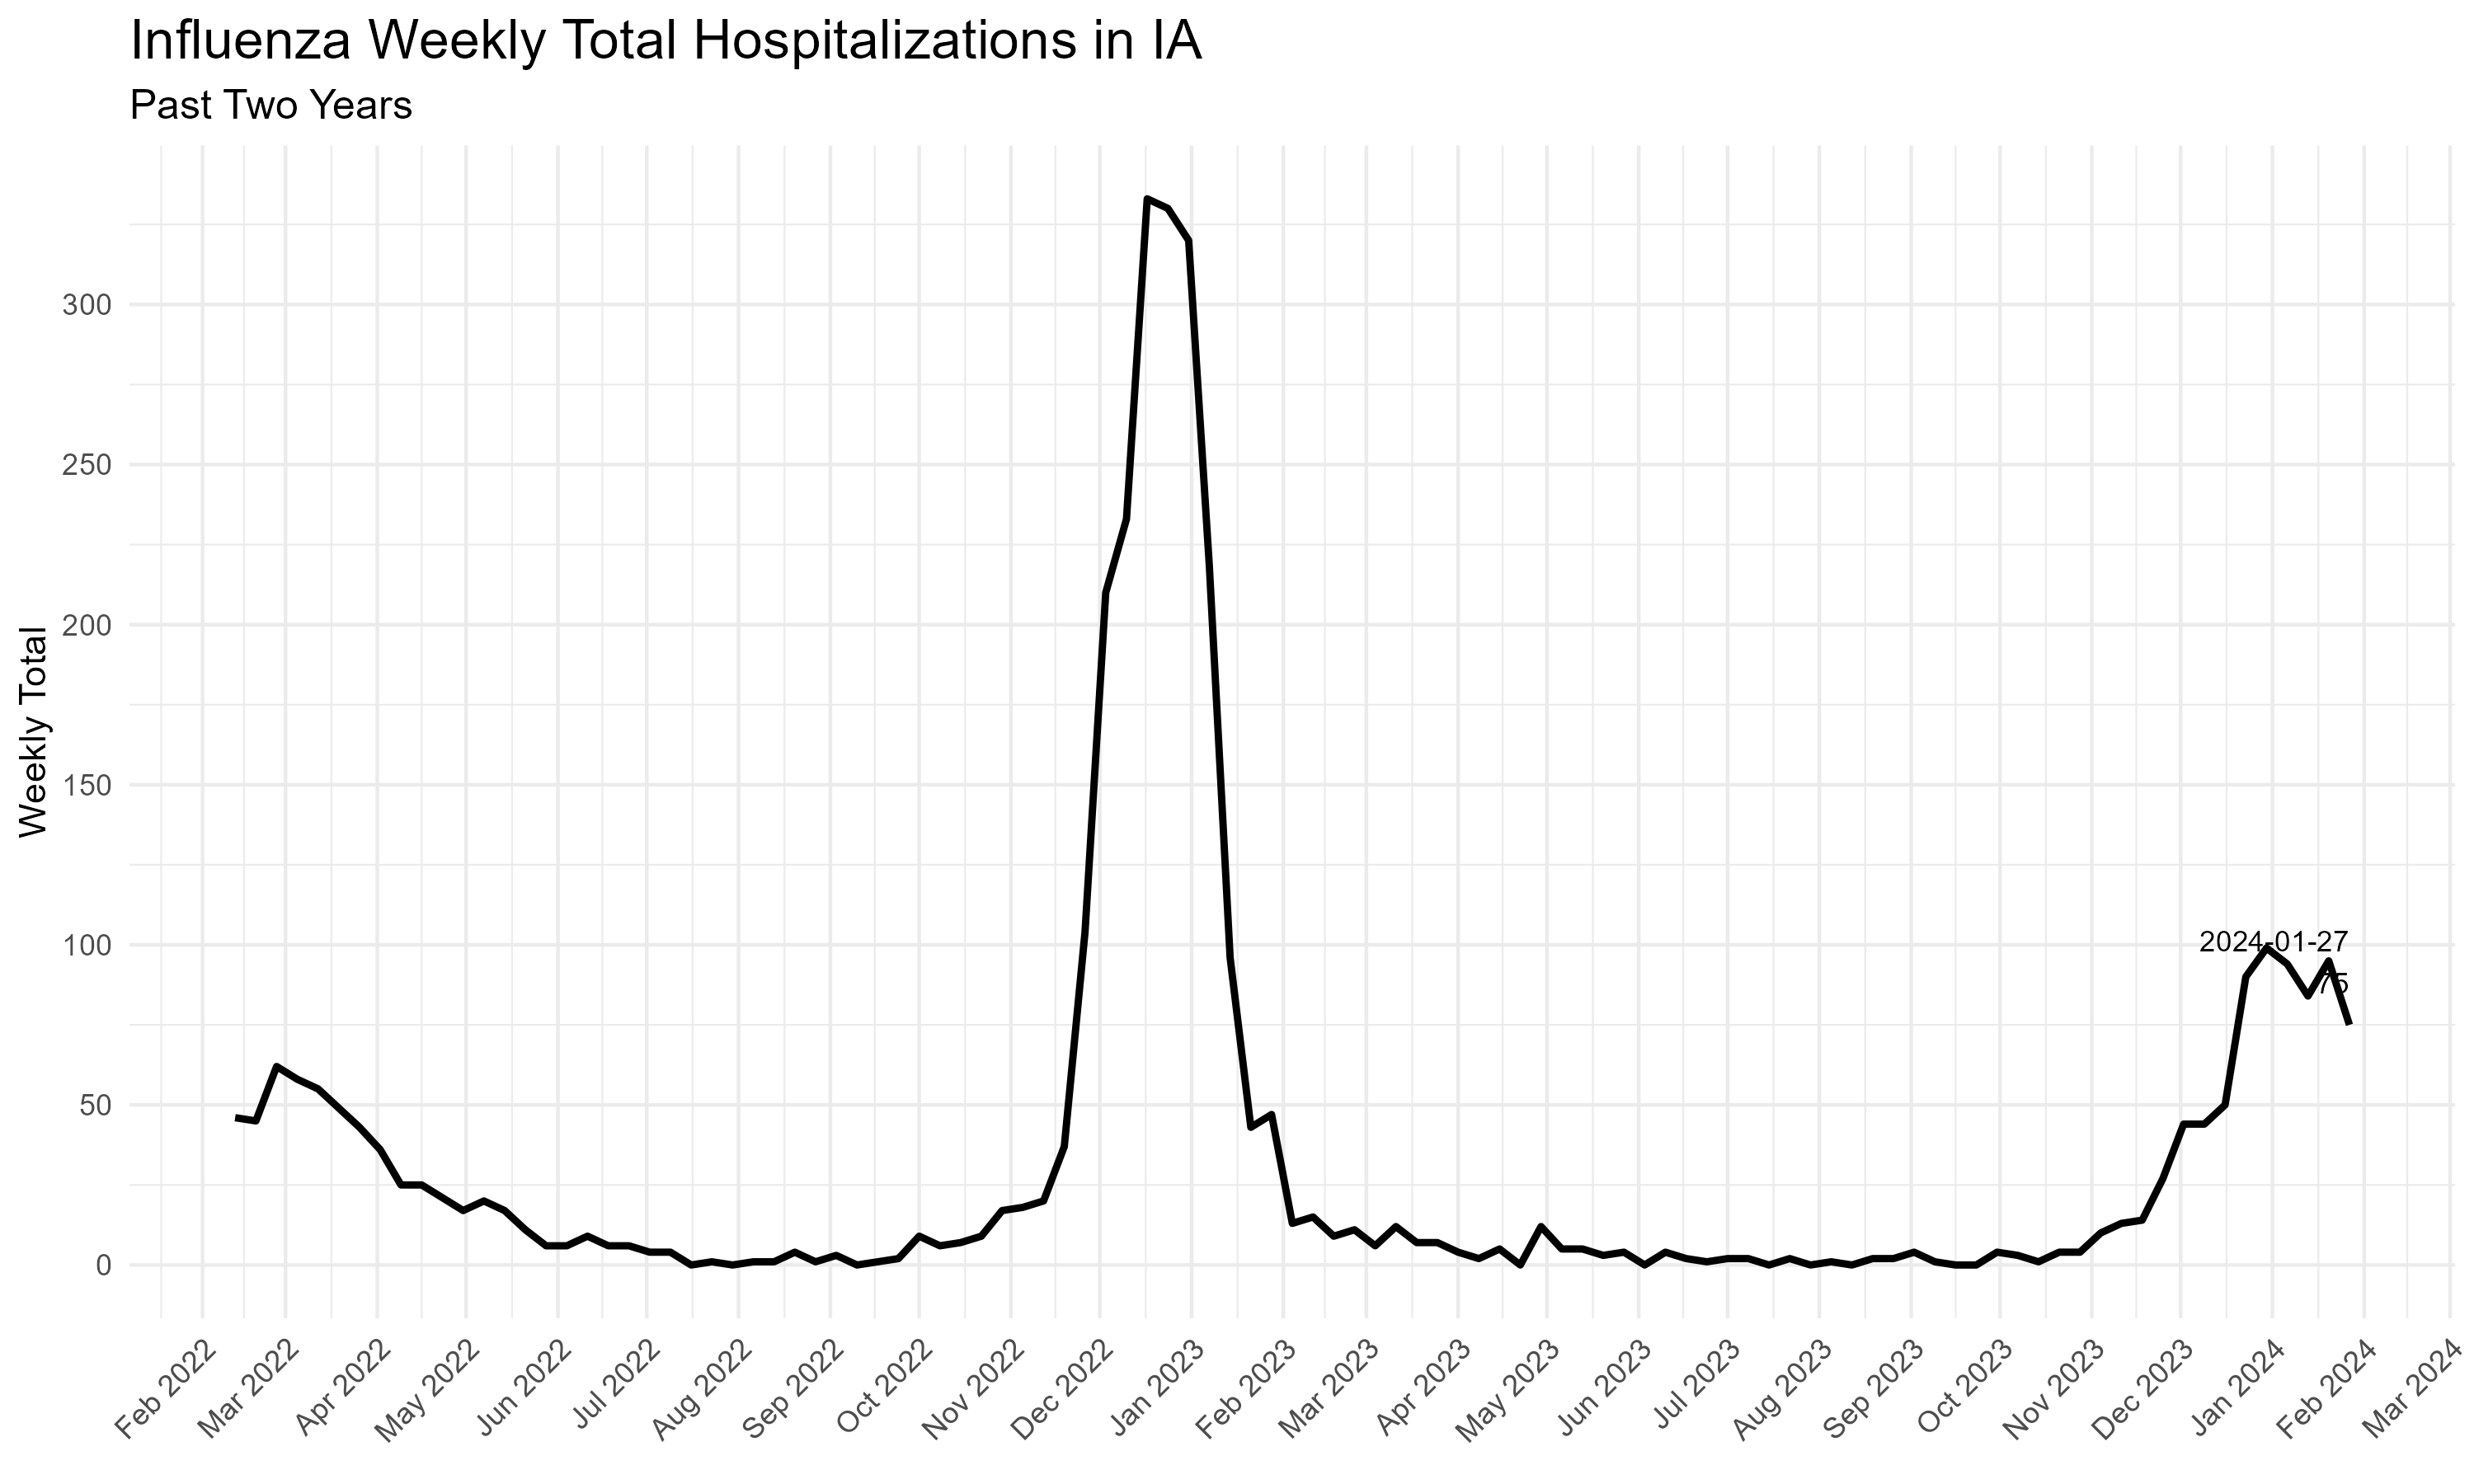 Influenza Weekly Total Hospitalizations in IA
Past Two Years
Weekly Total
300
250
200
150
100
50
0
2024-01-27
75
Feb 2022
Mar 2022
Apr 2022
May 2022
Jun 2022
Jul 2022
Aug 2022
Sep 2022
Oct 2022
Nov 2022
Dec 2022
Jan 2023
Feb 2023
Mar 2023
Apr 2023
May 2023
Jun 2023
Jul 2023
Aug 2023
Sep 2023
Oct 2023
Nov 2023
Dec 2023
Jan 2024
Feb 2024
Mar 2024